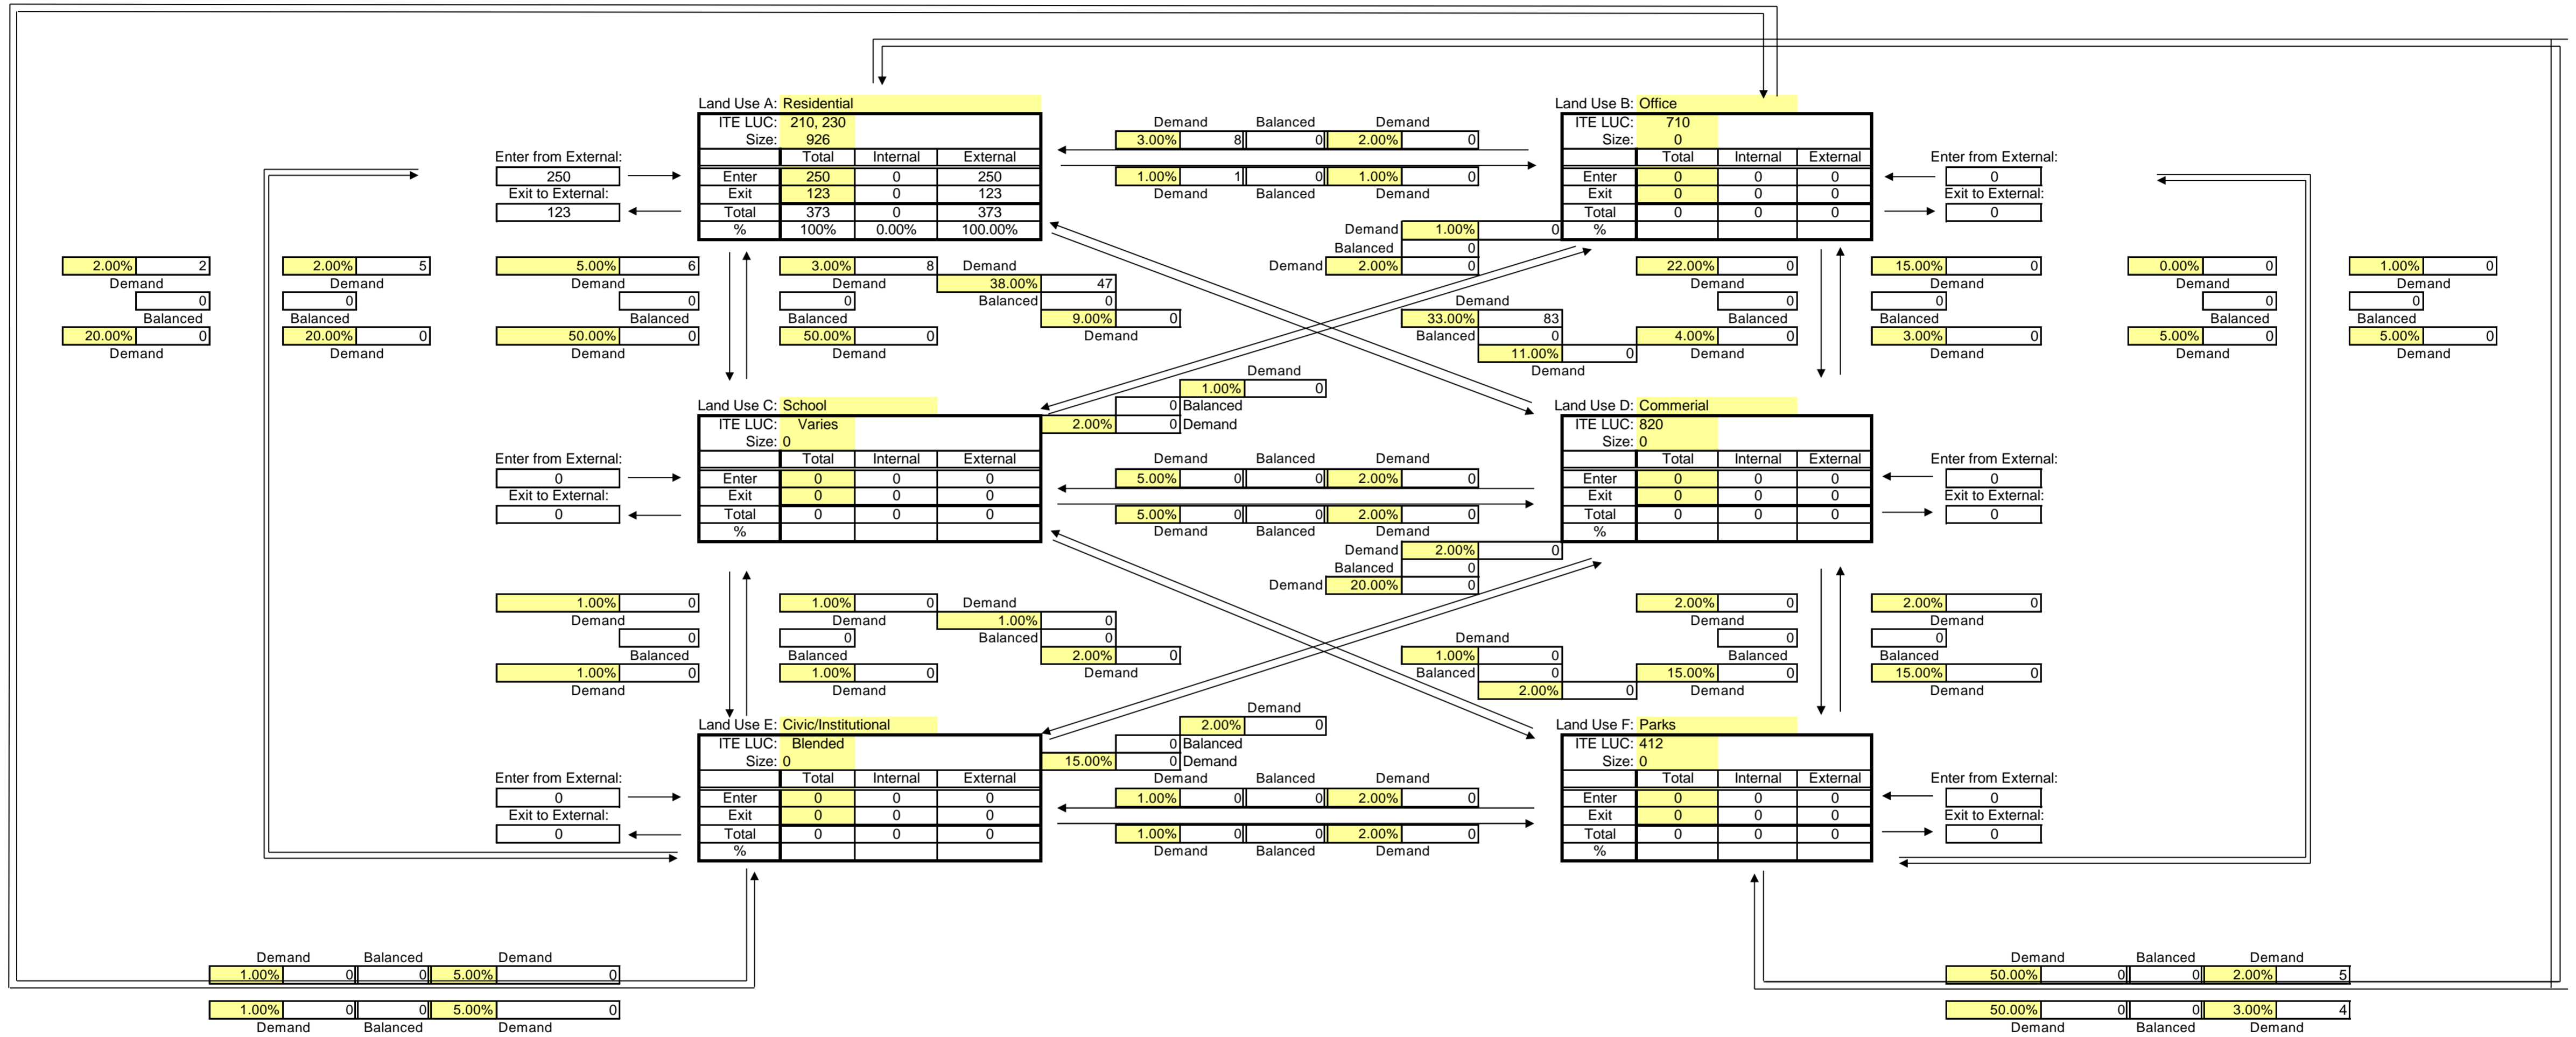 Land Use A: Residential Land Use B: Office
ITE LUC: 210, 230 Demand Balanced Demand ITE LUC: 710
Size: 926 3.00% 8 0 2.00% 0 Size: 0
Enter from External: Total Internal External Total Internal External Enter from External:
250 Enter 250 0 250 1.00% 1 0 1.00% 0 Enter 0 0 0 0
Exit to External: Exit 123 0 123 Demand Balanced Demand Exit 0 0 0 Exit to External:
123 Total 373 0 373 Total 0 0 0 0
% 100% 0.00% 100.00% Demand 1.00% 0 %
Balanced 0
2.00% 2 2.00% 5 5.00% 6 3.00% 8 Demand Demand 2.00% 0 22.00% 0 15.00% 0 0.00% 0 1.00% 0
Demand Demand Demand Demand 38.00% 47 Demand Demand Demand Demand
0 0 0 0 Balanced 0 Demand 0 0 0 0
Balanced Balanced Balanced Balanced 9.00% 0 33.00% 83 Balanced Balanced Balanced Balanced
20.00% 0 20.00% 0 50.00% 0 50.00% 0 Demand Balanced 0 4.00% 0 3.00% 0 5.00% 0 5.00% 0
Demand Demand Demand Demand 11.00% 0 Demand Demand Demand Demand
Demand Demand
1.00% 0
Land Use C: School 0 Balanced Land Use D: Commerial
ITE LUC: Varies 2.00% 0 Demand ITE LUC: 820
Size: 0 Size: 0
Enter from External: Total Internal External Demand Balanced Demand Total Internal External Enter from External:
0 Enter 0 0 0 5.00% 0 0 2.00% 0 Enter 0 0 0 0
Exit to External: Exit 0 0 0 Exit 0 0 0 Exit to External:
0 Total 0 0 0 5.00% 0 0 2.00% 0 Total 0 0 0 0
% Demand Balanced Demand %
Demand 2.00% 0
Balanced 0
Demand 20.00% 0
1.00% 0 1.00% 0 Demand 2.00% 0 2.00% 0
Demand Demand 1.00% 0 Demand Demand
0 0 Balanced 0 Demand 0 0
Balanced Balanced 2.00% 0 1.00% 0 Balanced Balanced
1.00% 0 1.00% 0 Demand Balanced 0 15.00% 0 15.00% 0
Demand Demand 2.00% 0 Demand Demand
Demand
Land Use E: Civic/Institutional 2.00% 0 Land Use F: Parks
ITE LUC: Blended 0 Balanced ITE LUC: 412
Size: 0 15.00% 0 Demand Size: 0
Enter from External: Total Internal External Demand Balanced Demand Total Internal External Enter from External:
0 Enter 0 0 0 1.00% 0 0 2.00% 0 Enter 0 0 0 0
Exit to External: Exit 0 0 0 Exit 0 0 0 Exit to External:
0 Total 0 0 0 1.00% 0 0 2.00% 0 Total 0 0 0 0
% Demand Balanced Demand %
Demand Balanced Demand Demand Balanced Demand
1.00% 0 0 5.00% 0 50.00% 0 0 2.00% 5
1.00% 0 0 5.00% 0 50.00% 0 0 3.00% 4
Demand Balanced Demand Demand Balanced Demand